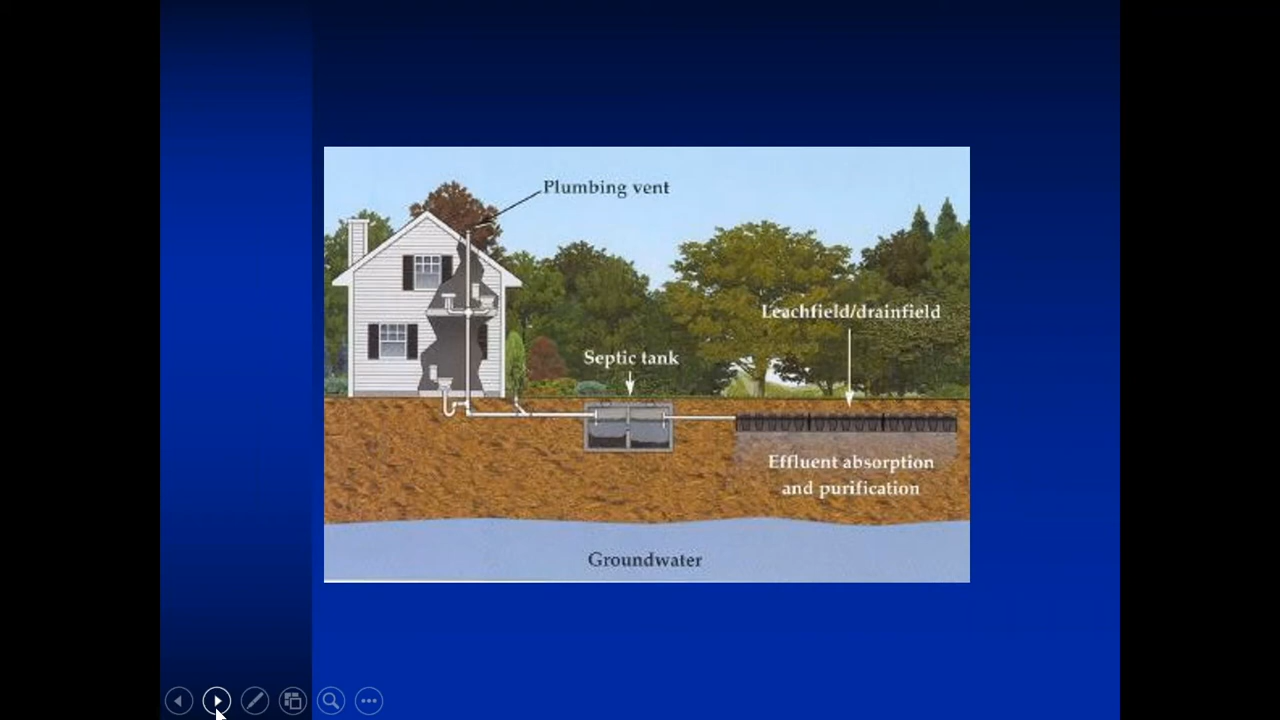 Plumbing vent
Leachfield/drainfield
Septic tank
Effluent absorption
and purification
Groundwater